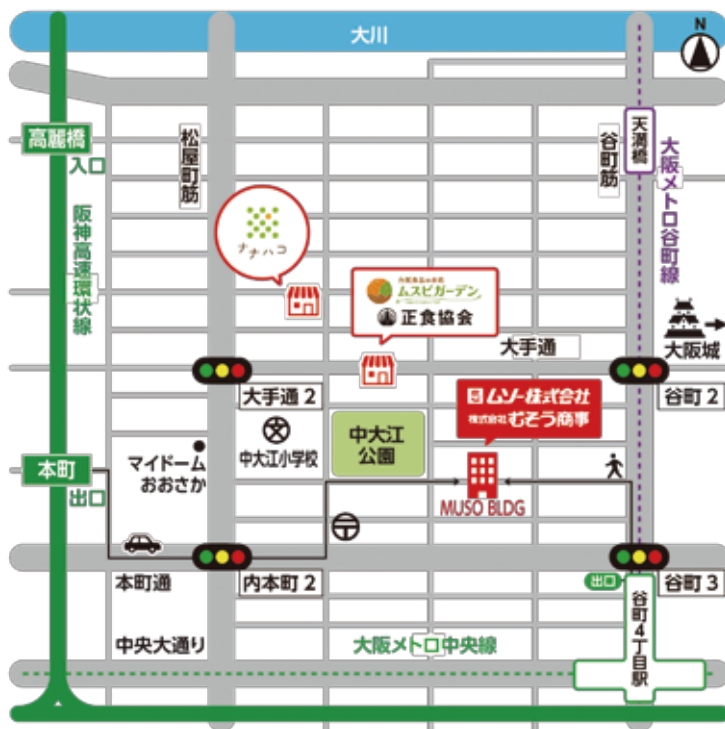 大川
N
高麗橋
入口
松屋町筋
谷町筋
天満橋
大阪メトロ谷町線
阪神高速環状線
ナナハコ
ムスビガーデン
正食協会
大手通
大阪城
大手通2
谷町2
ムソー株式会社
株式会社むそう商事
中大江小学校
中大江
公園
マイドーム
おおさか
本町
出口
MUSO BLDG
本町通
内本町2
出口
谷町3
谷町4丁目駅
中央大通り
大阪メトロ中央線